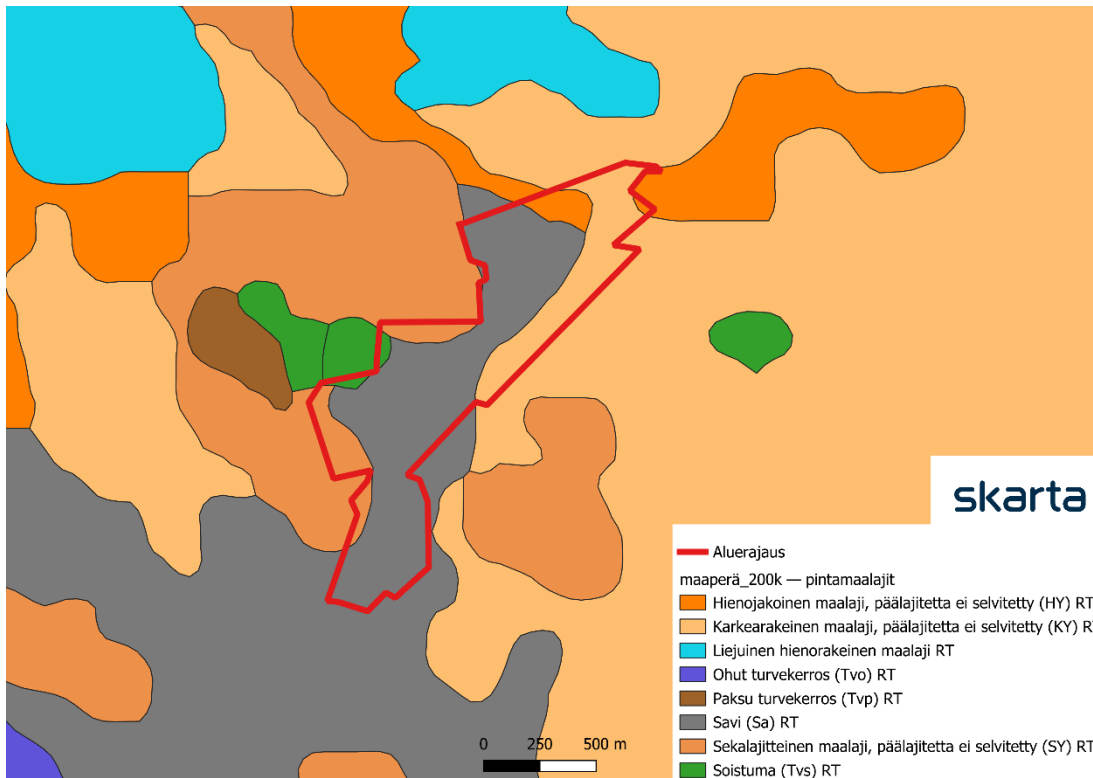 skarta
Aluerajaus
maaperä_200k — pintamaalajit
Hienojakoinen maalaji, päälajitetta ei selvitetty (HY) RT
Karkearakeinen maalaji, päälajitetta ei selvitetty (KY) RT
Liejuinen hienorakeinen maalaji RT
Ohut turvekerros (Tvo) RT
Paksu turvekerros (Tvp) RT
Savi (Sa) RT
Sekalajitteinen maalaji, päälajitetta ei selvitetty (SY) RT
Soistuma (Tvs) RT
0 250 500 m